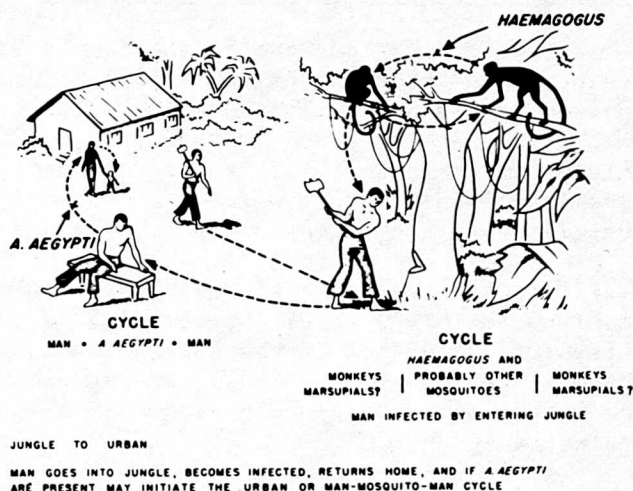 HAEMAGOGUS
A. AEGYPTI
CYCLE
MAN • A AEGYPTI • MAN
CYCLE
HAEMAGOGUS AND
MONKEYS | PROBABLY OTHER | MONKEYS
MARSUPIALS? | MOSQUITOES | MARSUPIALS?
MAN INFECTED BY ENTERING JUNGLE
JUNGLE TO URBAN
MAN GOES INTO JUNGLE, BECOMES INFECTED, RETURNS HOME, AND IF A. AEGYPTI
ARE PRESENT MAY INITIATE THE URBAN OR MAN-MOSQUITO-MAN CYCLE